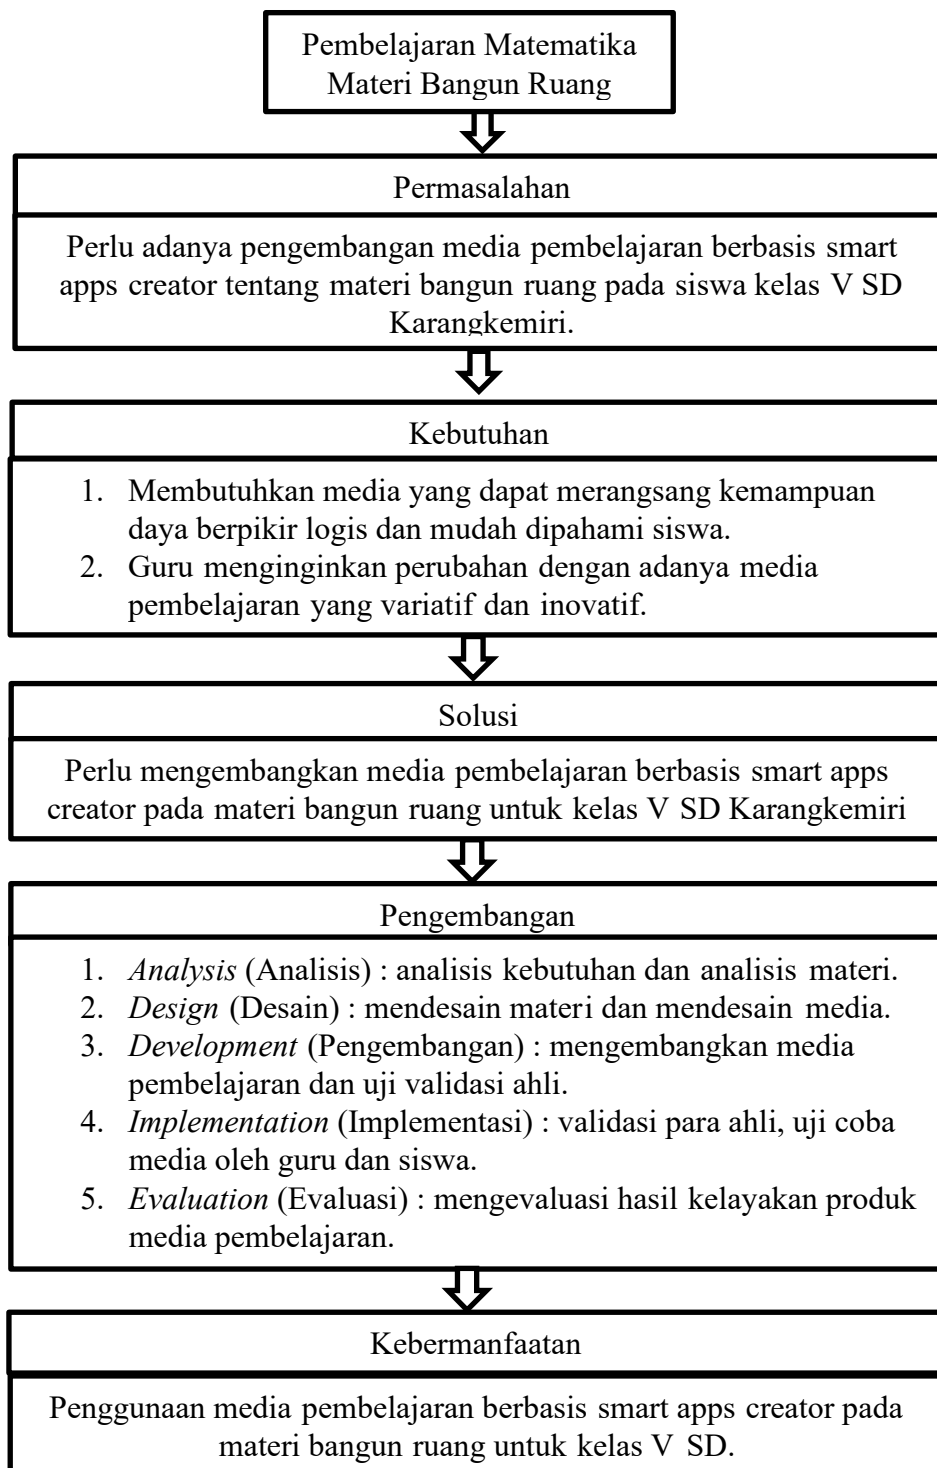 Pembelajaran Matematika
Materi Bangun Ruang
Permasalahan
Perlu adanya pengembangan media pembelajaran berbasis smart
apps creator tentang materi bangun ruang pada siswa kelas V SD
Karangkemiri.
Kebutuhan
1. Membutuhkan media yang dapat merangsang kemampuan
daya berpikir logis dan mudah dipahami siswa.
2. Guru menginginkan perubahan dengan adanya media
pembelajaran yang variatif dan inovatif.
Solusi
Perlu mengembangkan media pembelajaran berbasis smart apps
creator pada materi bangun ruang untuk kelas V SD Karangkemiri
Pengembangan
1. Analysis (Analisis) : analisis kebutuhan dan analisis materi.
2. Design (Desain) : mendesain materi dan mendesain media.
3. Development (Pengembangan) : mengembangkan media
pembelajaran dan uji validasi ahli.
4. Implementation (Implementasi) : validasi para ahli, uji coba
media oleh guru dan siswa.
5. Evaluation (Evaluasi) : mengevaluasi hasil kelayakan produk
media pembelajaran.
Kebermanfaatan
Penggunaan media pembelajaran berbasis smart apps creator pada
materi bangun ruang untuk kelas V SD.